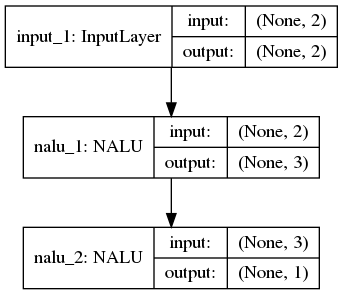 input_1: InputLayer
input: (None, 2)
output: (None, 2)
nalu_1: NALU
input: (None, 2)
output: (None, 3)
nalu_2: NALU
input: (None, 3)
output: (None, 1)